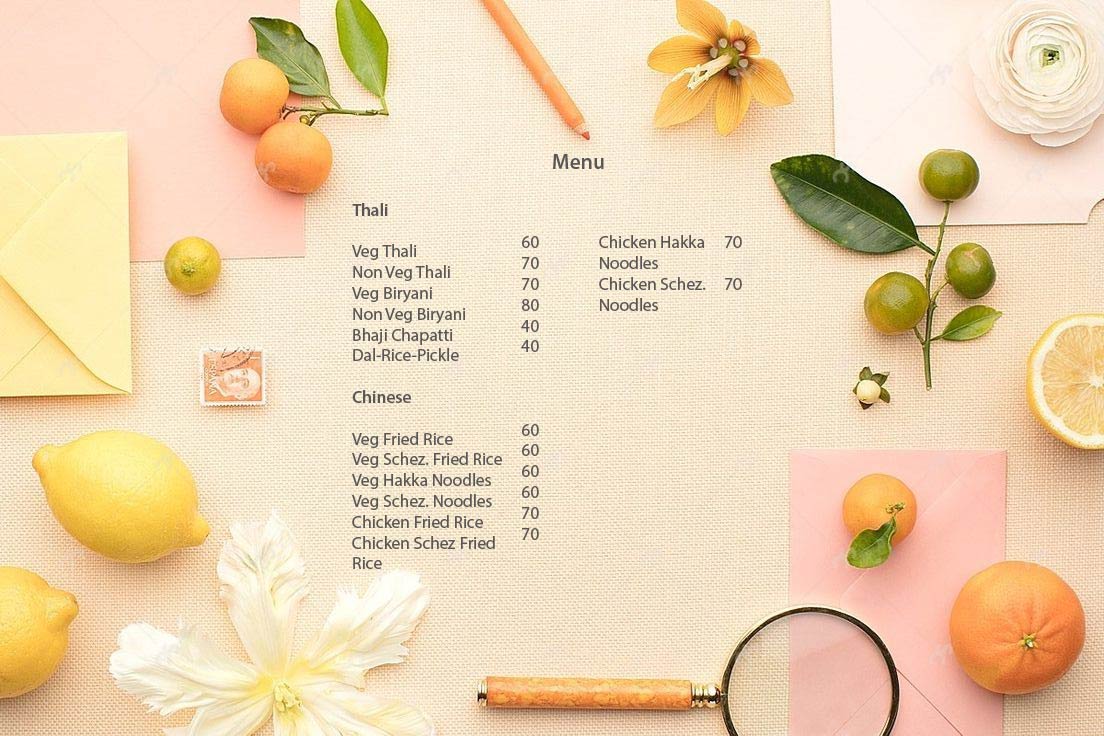 Menu
Thali
Veg Thali 60
Non Veg Thali 70
Veg Biryani 70
Non Veg Biryani 80
Bhaji Chapatti 40
Dal-Rice-Pickle 40
Chinese
Veg Fried Rice 60
Veg Schez. Fried Rice 60
Veg Hakka Noodles 60
Veg Schez. Noodles 60
Chicken Fried Rice 70
Chicken Schez Fried 70
Rice
Chicken Hakka 70
Noodles
Chicken Schez. 70
Noodles